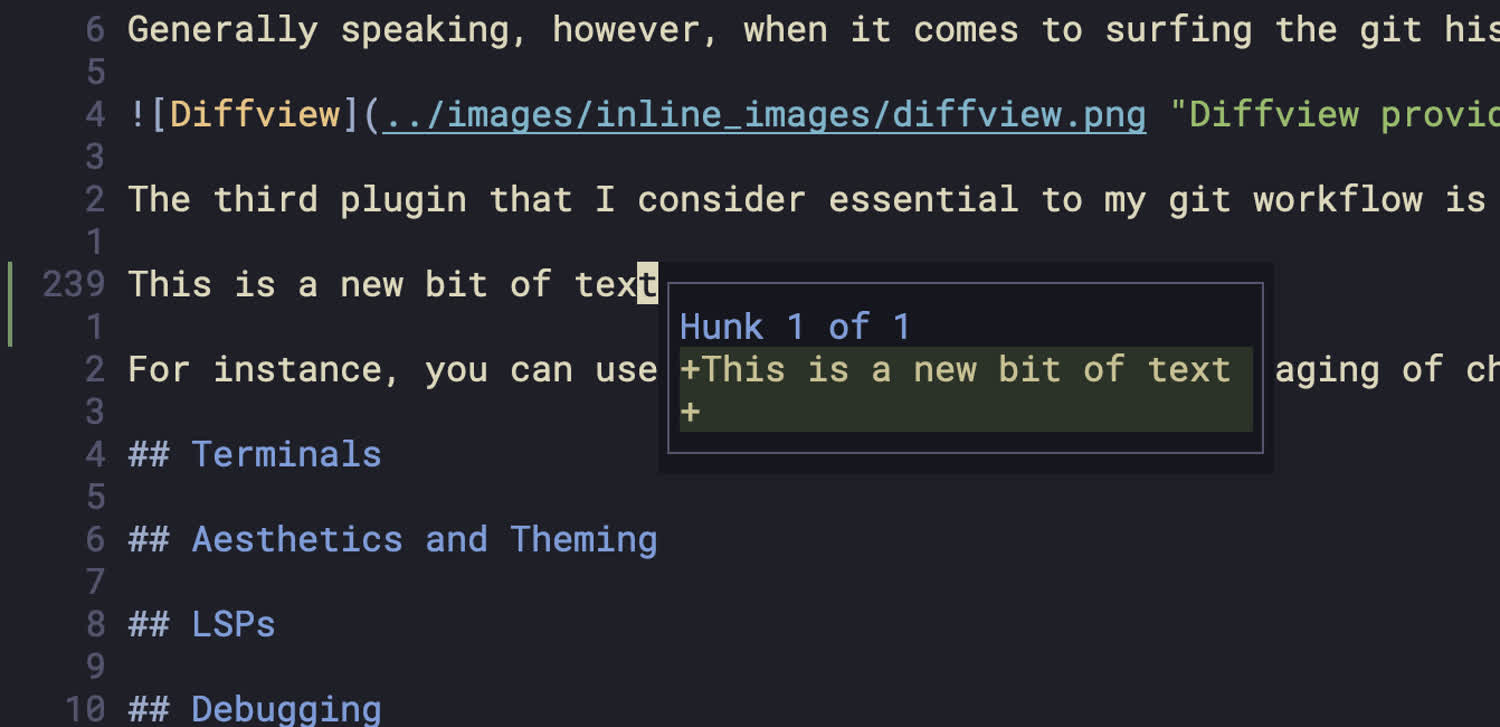 6 Generally speaking, however, when it comes to surfing the git his
5
4 ![Diffview](../images/inline_images/diffview.png "Diffview provid
3
2 The third plugin that I consider essential to my git workflow is
1
239 This is a new bit of text
Hunk 1 of 1
1
2 For instance, you can use +This is a new bit of text aging of ch
3 +
4 ## Terminals
5
6 ## Aesthetics and Theming
7
8 ## LSPs
9
10 ## Debugging